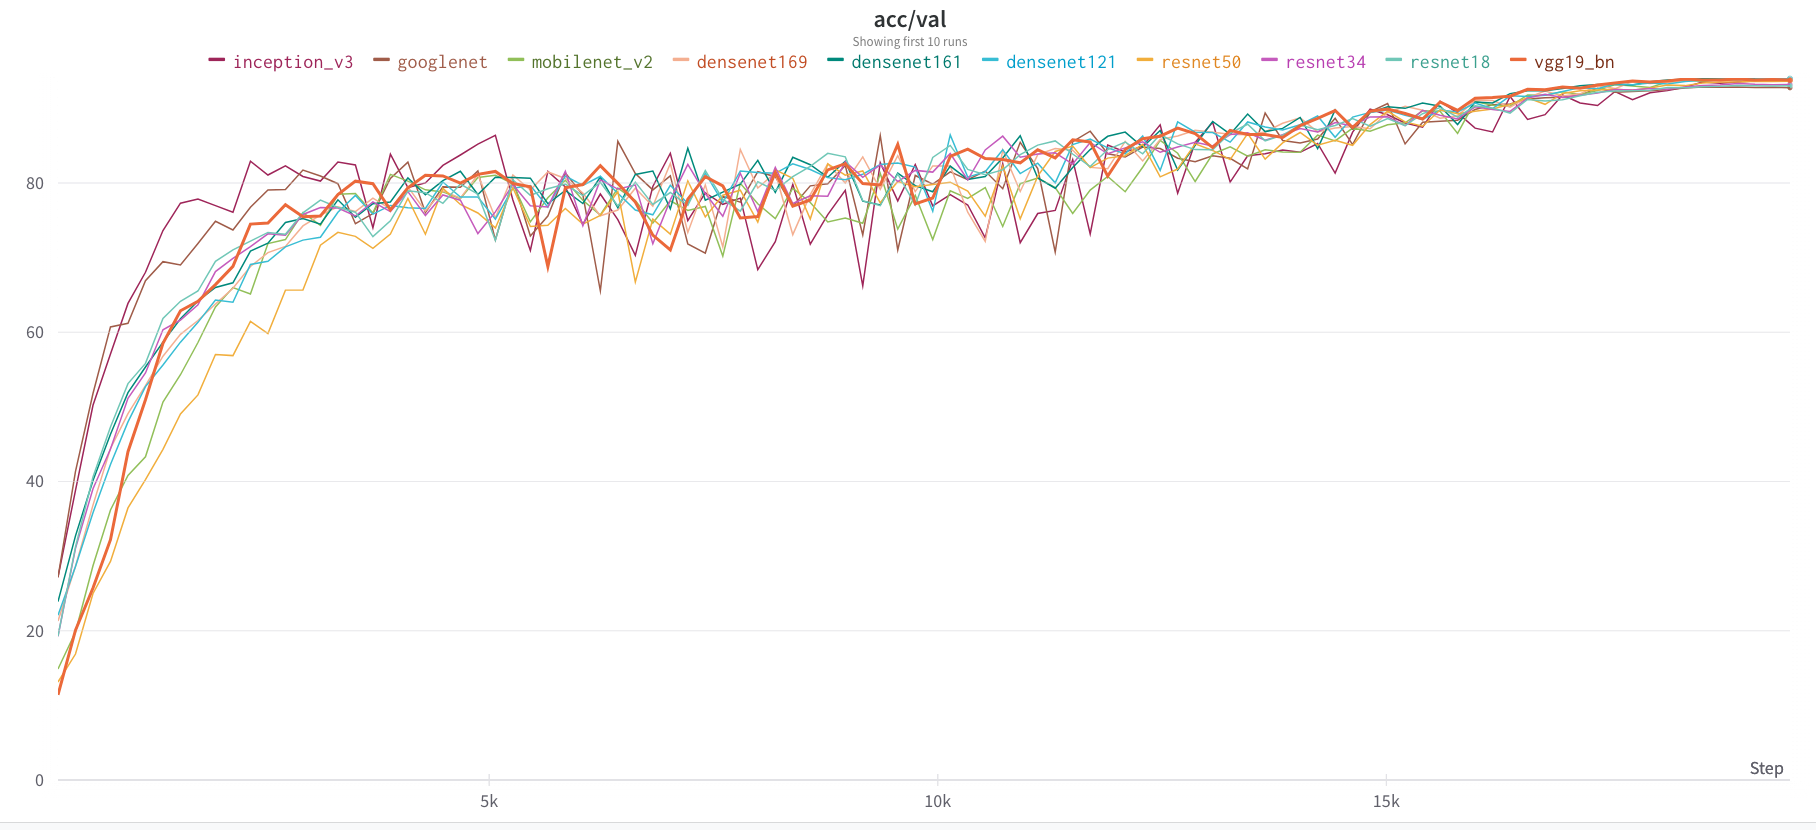 acc/val
Showing first 10 runs
inception_v3 googlenet mobilenet_v2 densenet169 densenet161 densenet121 resnet50 resnet34 resnet18 vgg19_bn
80
60
40
20
0
Step
5k 10k 15k